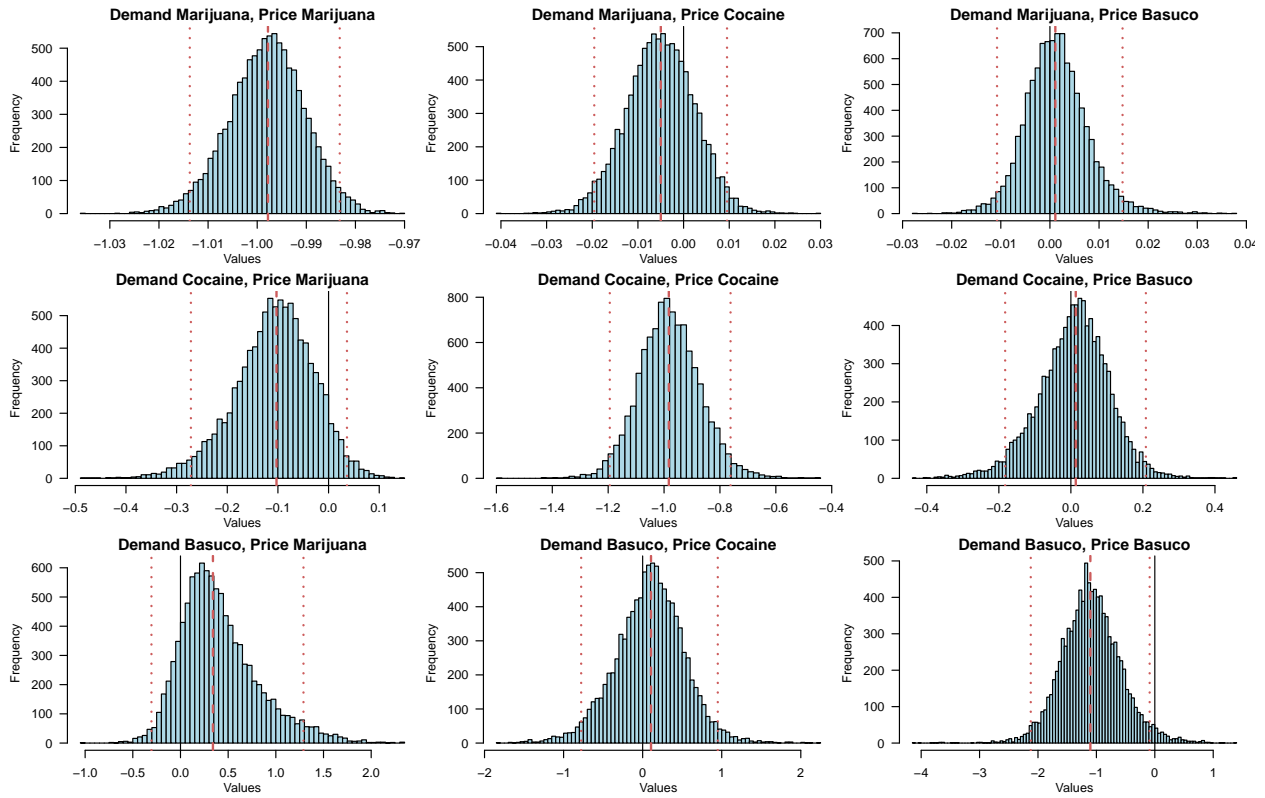 Demand Marijuana, Price Marijuana
Frequency
0
100
200
300
400
500
−1.03 −1.02 −1.01 −1.00 −0.99 −0.98 −0.97
Values
Demand Marijuana, Price Cocaine
Frequency
0
100
200
300
400
500
−0.04 −0.03 −0.02 −0.01 0.00 0.01 0.02 0.03
Values
Demand Marijuana, Price Basuco
Frequency
0
100
200
300
400
500
600
700
−0.03 −0.02 −0.01 0.00 0.01 0.02 0.03 0.04
Values
Demand Cocaine, Price Marijuana
Frequency
0
100
200
300
400
500
−0.5 −0.4 −0.3 −0.2 −0.1 0.0 0.1
Values
Demand Cocaine, Price Cocaine
Frequency
0
200
400
600
800
−1.6 −1.4 −1.2 −1.0 −0.8 −0.6 −0.4
Values
Demand Cocaine, Price Basuco
Frequency
0
100
200
300
400
−0.4 −0.2 0.0 0.2 0.4
Values
Demand Basuco, Price Marijuana
Frequency
0
100
200
300
400
500
600
−1.0 −0.5 0.0 0.5 1.0 1.5 2.0
Values
Demand Basuco, Price Cocaine
Frequency
0
100
200
300
400
500
−2 −1 0 1 2
Values
Demand Basuco, Price Basuco
Frequency
0
100
200
300
400
500
−4 −3 −2 −1 0 1
Values